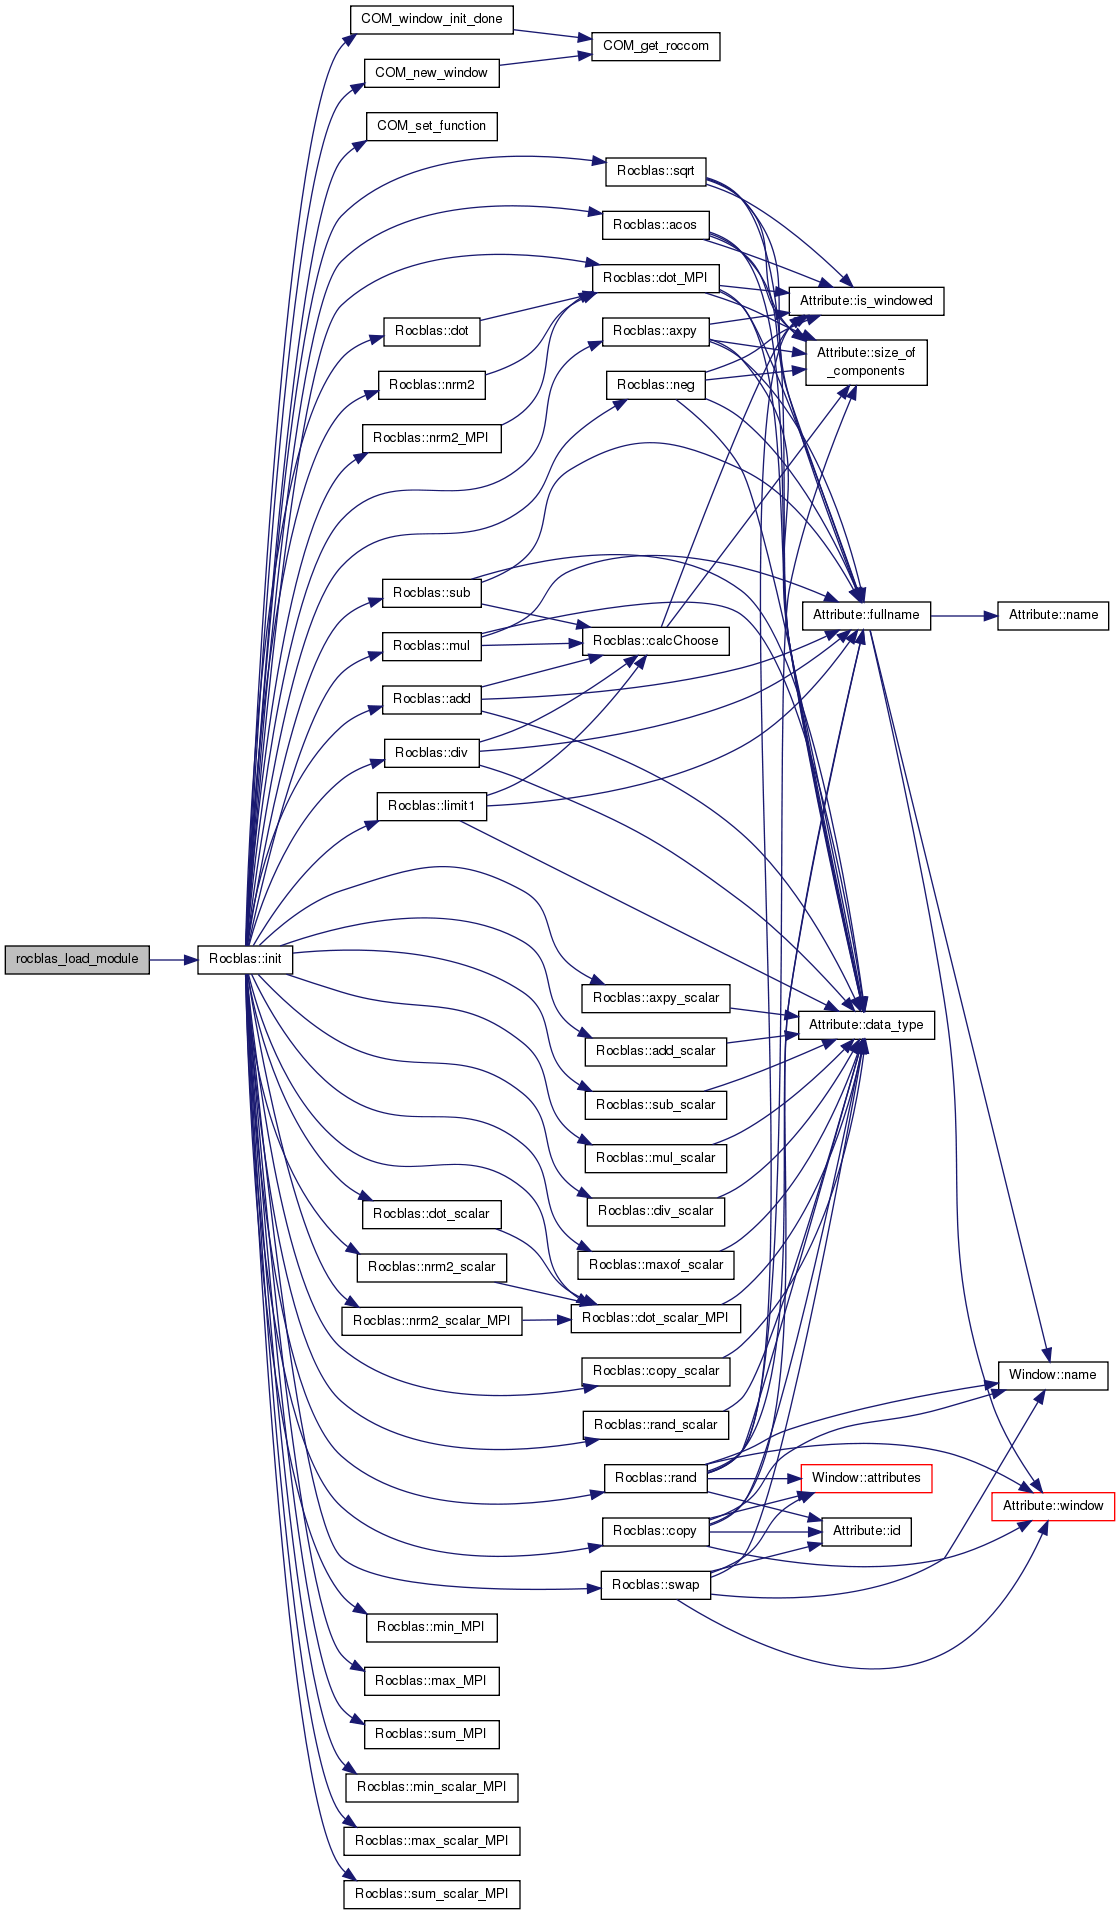 COM_window_init_done
COM_get_roccom
COM_new_window
COM_set_function
Rocblas::sqrt
Rocblas::acos
Rocblas::dot_MPI
Attribute::is_windowed
Rocblas::dot
Rocblas::axpy
Attribute::size_of
_components
Rocblas::nrm2
Rocblas::neg
Rocblas::nrm2_MPI
Rocblas::sub
Attribute::fullname
Attribute::name
Rocblas::mul
Rocblas::calcChoose
Rocblas::add
Rocblas::div
Rocblas::limit1
rocblas_load_module
Rocblas::init
Rocblas::axpy_scalar
Attribute::data_type
Rocblas::add_scalar
Rocblas::sub_scalar
Rocblas::mul_scalar
Rocblas::dot_scalar
Rocblas::div_scalar
Rocblas::nrm2_scalar
Rocblas::maxof_scalar
Rocblas::nrm2_scalar_MPI
Rocblas::dot_scalar_MPI
Rocblas::copy_scalar
Window::name
Rocblas::rand_scalar
Rocblas::rand
Window::attributes
Attribute::window
Rocblas::copy
Attribute::id
Rocblas::swap
Rocblas::min_MPI
Rocblas::max_MPI
Rocblas::sum_MPI
Rocblas::min_scalar_MPI
Rocblas::max_scalar_MPI
Rocblas::sum_scalar_MPI